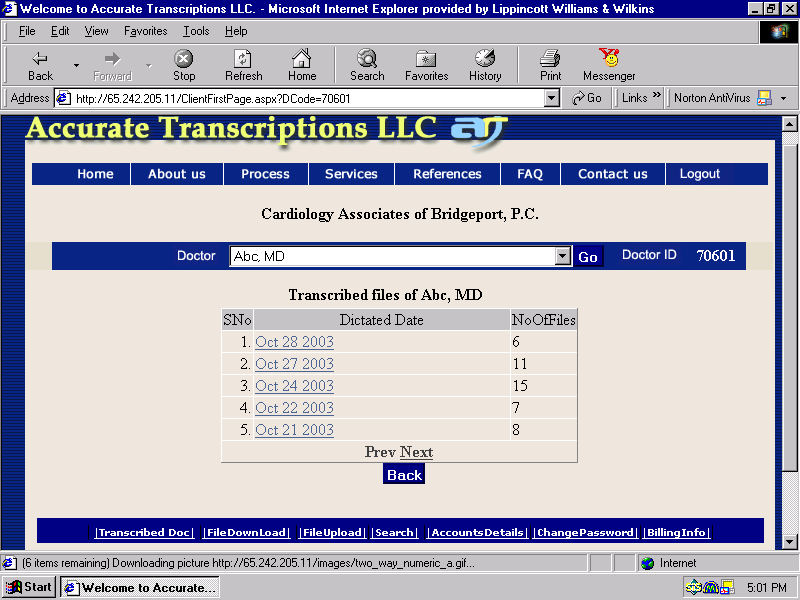 Welcome to Accurate Transcriptions LLC. - Microsoft Internet Explorer provided by Lippincott Williams & Wilkins
File Edit View Favorites Tools Help
Back Forward Stop Refresh Home Search Favorites History Print Messenger
Address http://65.242.205.11/ClientFirstPage.aspx?DCode=70601 Go Links » Norton AntiVirus
Accurate Transcriptions LLC
Home About us Process Services References FAQ Contact us Logout
Cardiology Associates of Bridgeport, P.C.
Doctor Abc, MD Go Doctor ID 70601
Transcribed files of Abc, MD
SNo Dictated Date NoOfFiles
1. Oct 28 2003 6
2. Oct 27 2003 11
3. Oct 24 2003 15
4. Oct 22 2003 7
5. Oct 21 2003 8
Prev Next
Back
|Transcribed Doc| |FileDownLoad| |FileUpload| |Search| |AccountsDetails| |ChangePassword| |BillingInfo|
(6 items remaining) Downloading picture http://65.242.205.11/images/two_way_numeric_a.gif... Internet
Start Welcome to Accurate... 5:01 PM